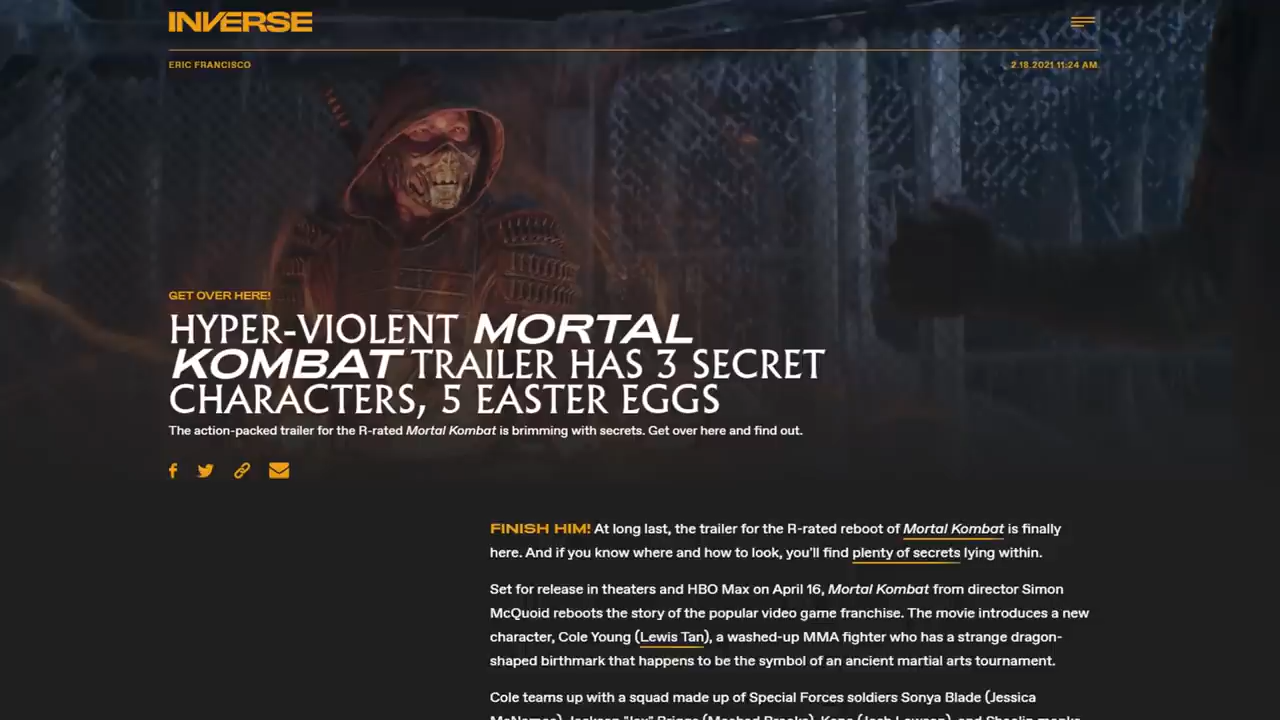 INVERSE
ERIC FRANCISCO
2.18.2021 11:24 AM
GET OVER HERE!
HYPER-VIOLENT MORTAL
KOMBAT TRAILER HAS 3 SECRET
CHARACTERS, 5 EASTER EGGS
The action-packed trailer for the R-rated Mortal Kombat is brimming with secrets. Get over here and find out.
FINISH HIM! At long last, the trailer for the R-rated reboot of Mortal Kombat is finally
here. And if you know where and how to look, you'll find plenty of secrets lying within.
Set for release in theaters and HBO Max on April 16, Mortal Kombat from director Simon
McQuoid reboots the story of the popular video game franchise. The movie introduces a new
character, Cole Young (Lewis Tan), a washed-up MMA fighter who has a strange dragon-
shaped birthmark that happens to be the symbol of an ancient martial arts tournament.
Cole teams up with a squad made up of Special Forces soldiers Sonya Blade (Jessica